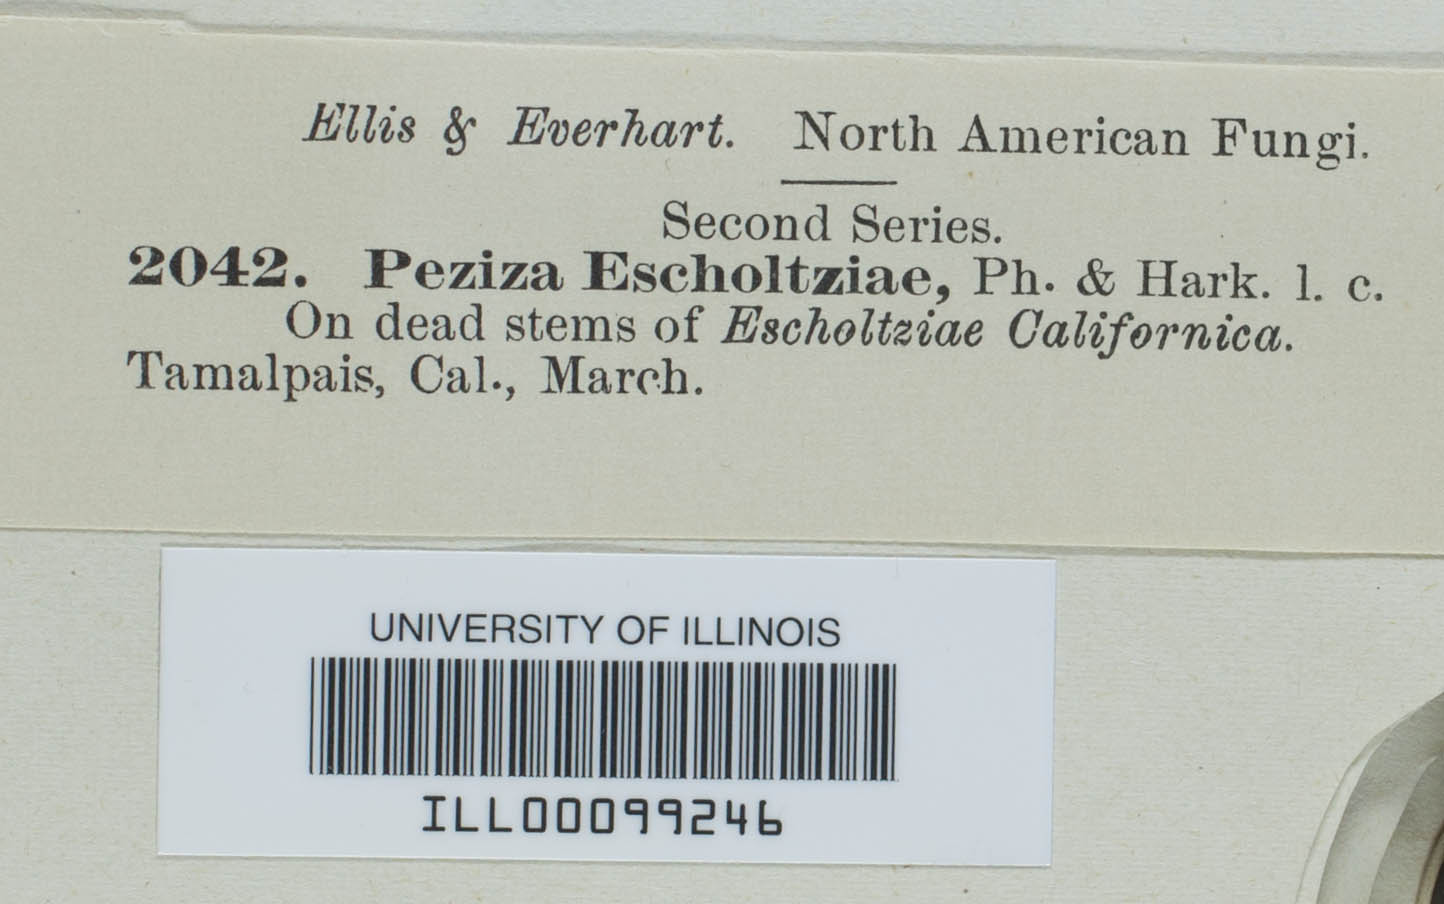 Ellis & Everhart. North American Fungi.
Second Series.
2042. Peziza Escholtziae, Ph. & Hark. l. c.
On dead stems of Escholtziae Californica.
Tamalpais, Cal., March.
UNIVERSITY OF ILLINOIS
ILL00099246